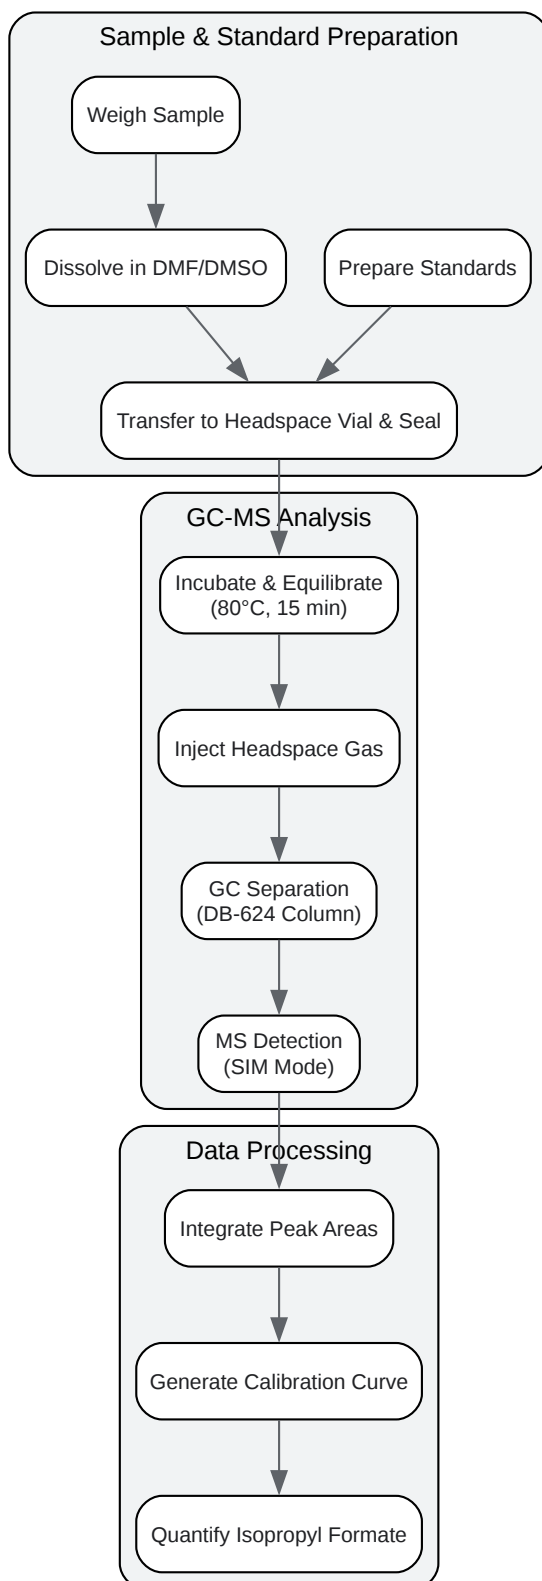 Sample & Standard Preparation
Weigh Sample
Dissolve in DMF/DMSO
Prepare Standards
Transfer to Headspace Vial & Seal
GC-MS Analysis
Incubate & Equilibrate
(80°C, 15 min)
Inject Headspace Gas
GC Separation
(DB-624 Column)
MS Detection
(SIM Mode)
Data Processing
Integrate Peak Areas
Generate Calibration Curve
Quantify Isopropyl Formate